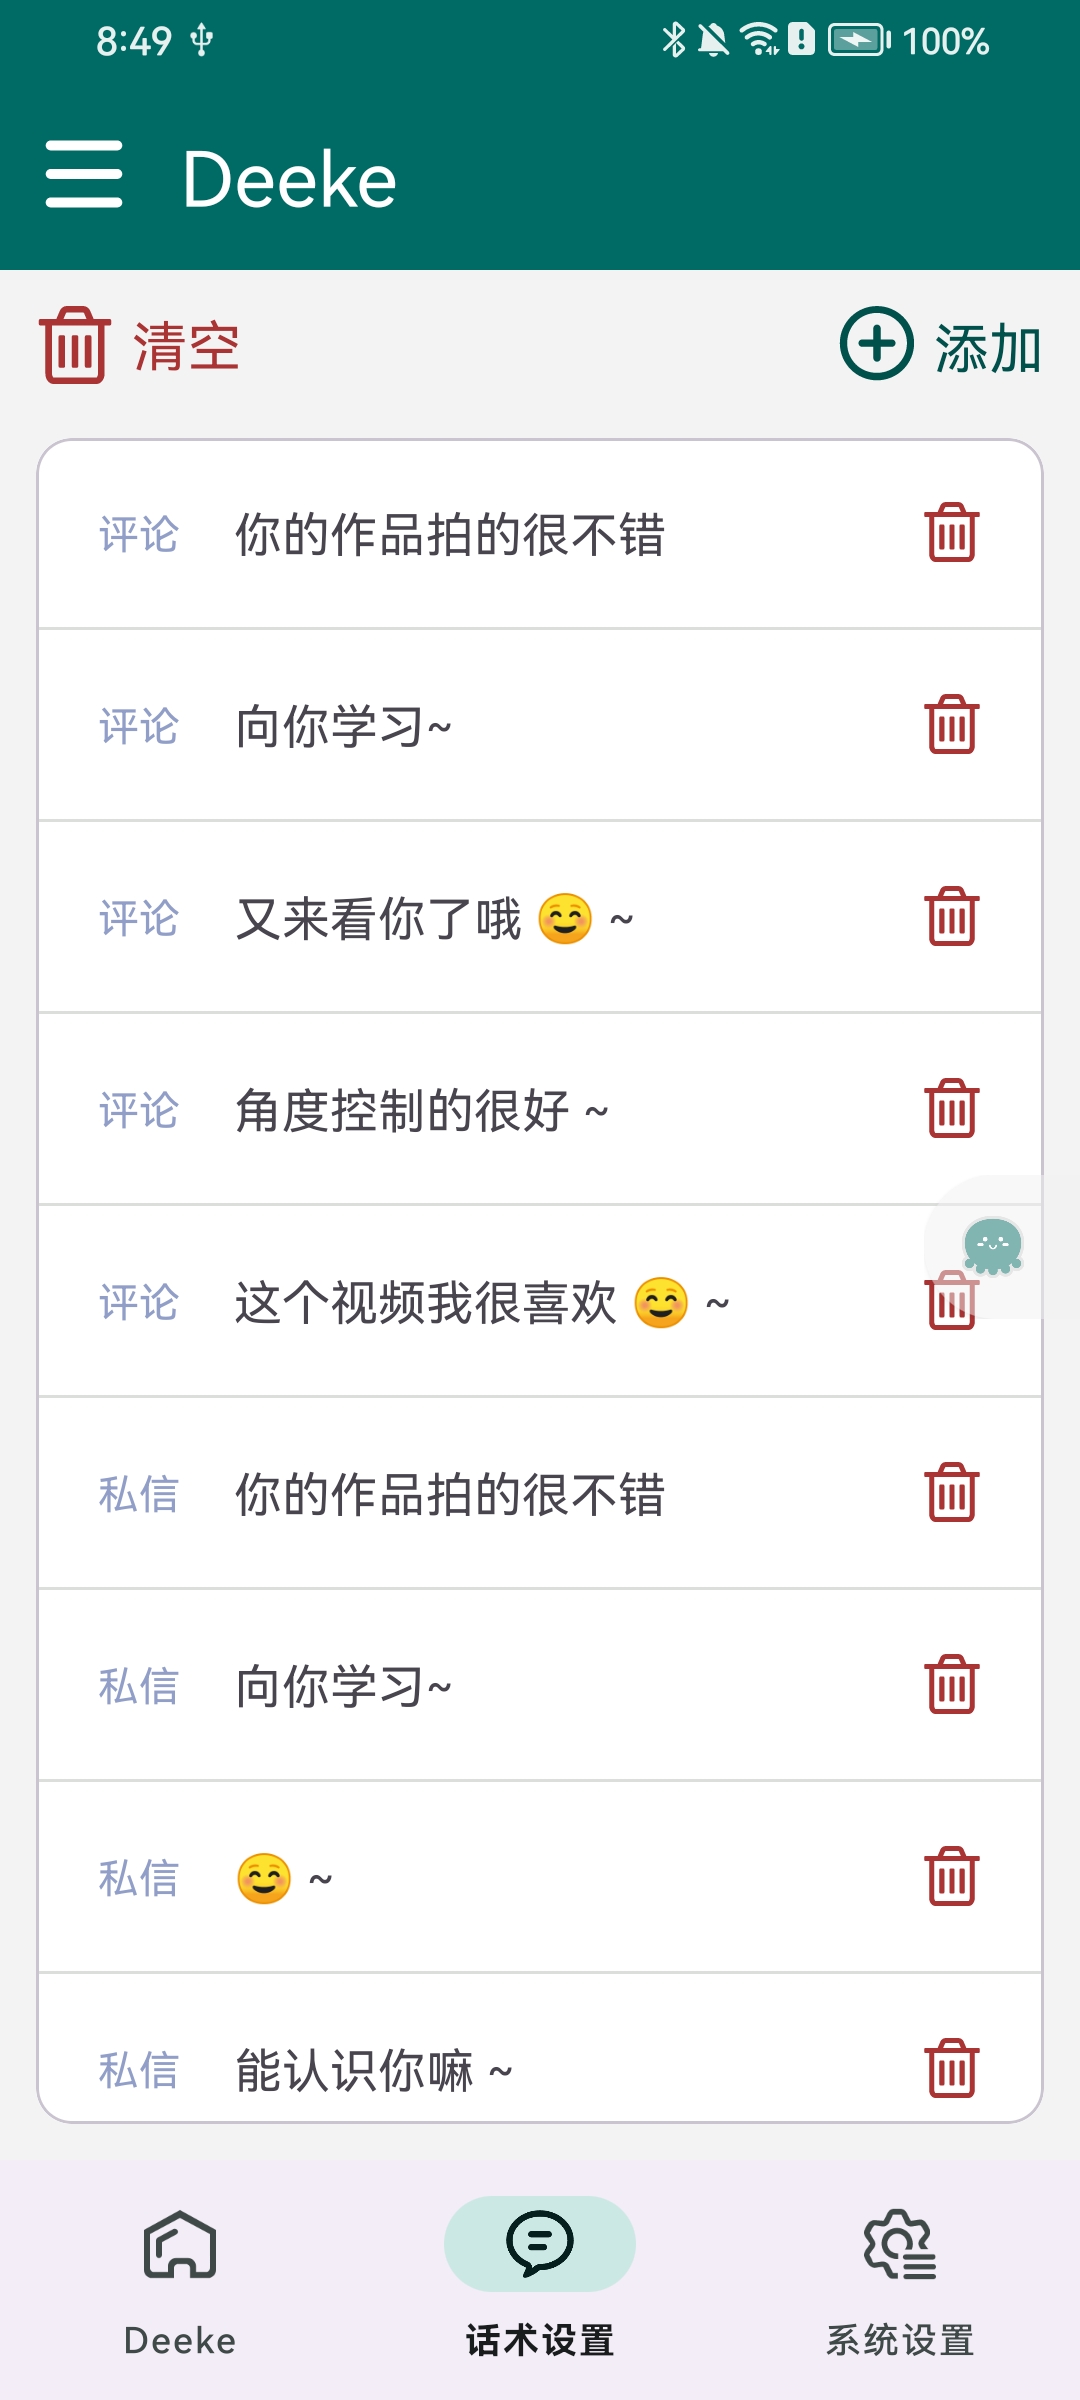 8:49 100%
Deeke
清空 添加
评论 你的作品拍的很不错
评论 向你学习~
评论 又来看你了哦 😊 ~
评论 角度控制的很好 ~
评论 这个视频我很喜欢 😊 ~
私信 你的作品拍的很不错
私信 向你学习~
私信 😊 ~
私信 能认识你嘛 ~
Deeke 话术设置 系统设置